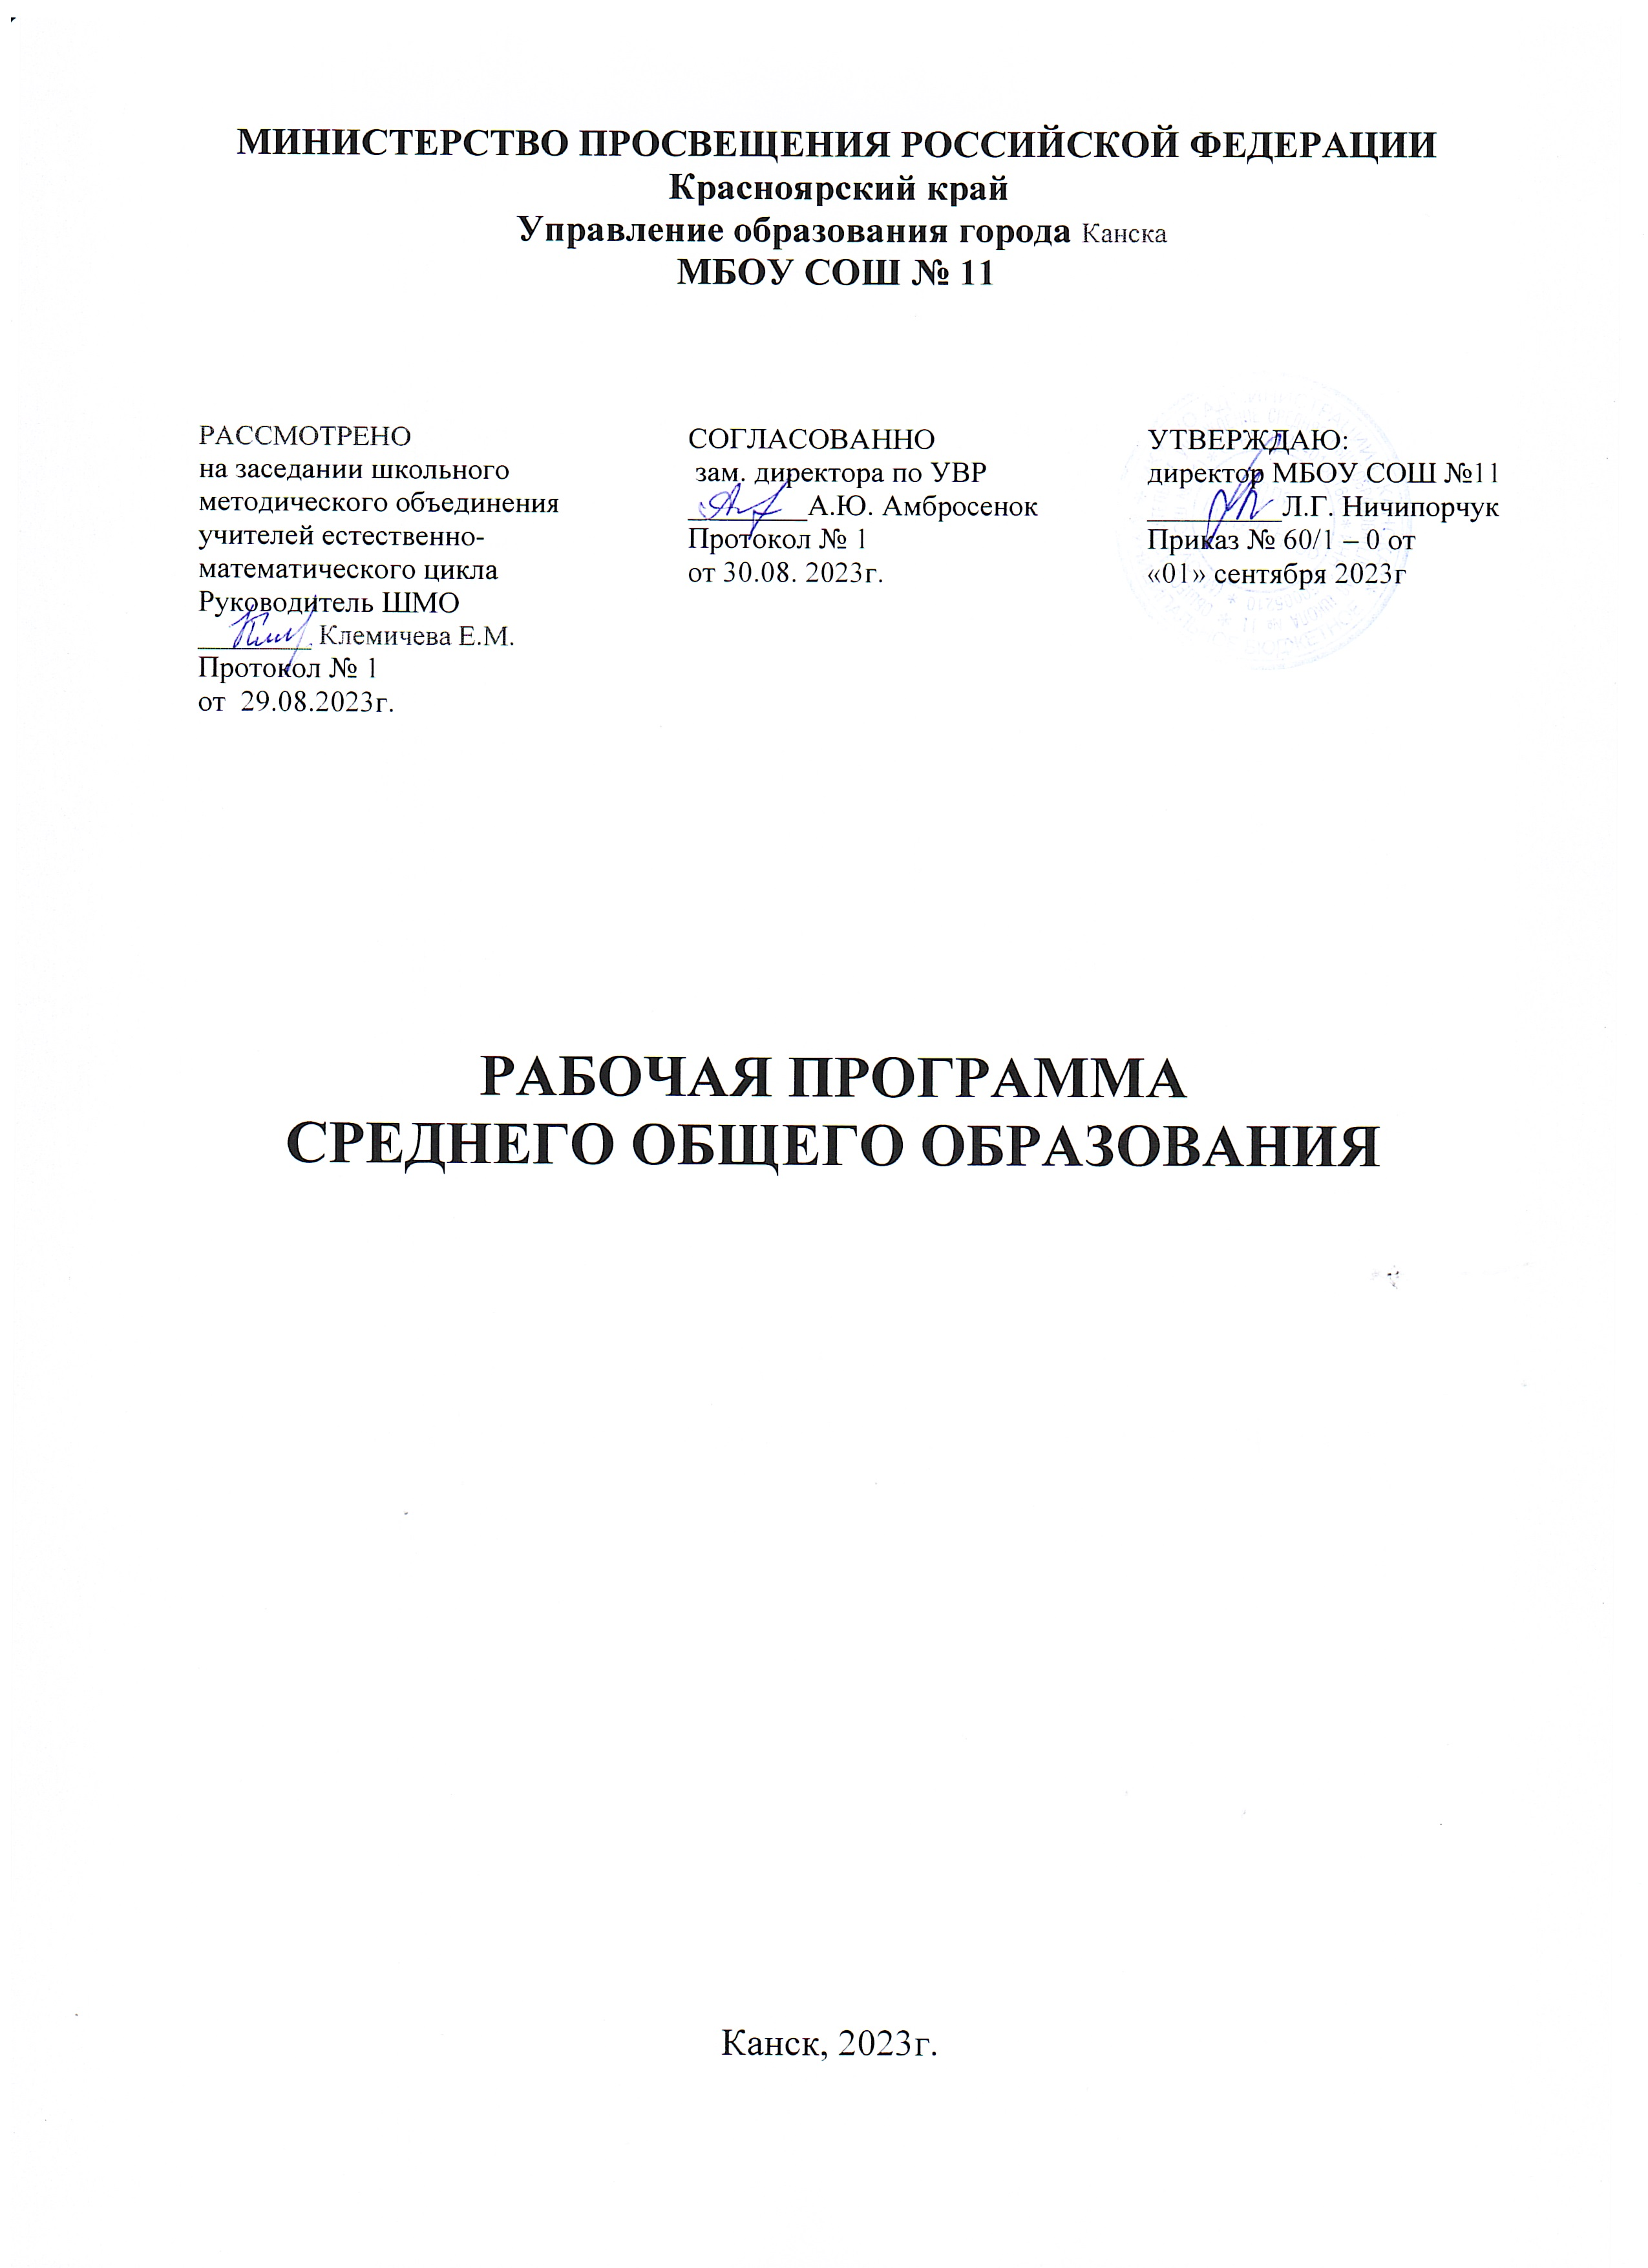 МИНИСТЕРСТВО ПРОСВЕЩЕНИЯ РОССИЙСКОЙ ФЕДЕРАЦИИ
Красноярский край
Управление образования города Канска
МБОУ СОШ № 11
РАССМОТРЕНО
на заседании школьного
методического объединения
учителей естественно-
математического цикла
Руководитель ШМО
________ Клемичева Е.М.
Протокол № 1
от 29.08.2023г.
СОГЛАСОВАННО
зам. директора по УВР
________А.Ю. Амбросенок
Протокол № 1
от 30.08. 2023г.
УТВЕРЖДАЮ:
директор МБОУ СОШ №11
_________Л.Г. Ничипорчук
Приказ № 60/1 – 0 от
«01» сентября 2023г
РАБОЧАЯ ПРОГРАММА
СРЕДНЕГО ОБЩЕГО ОБРАЗОВАНИЯ
Канск, 2023г.